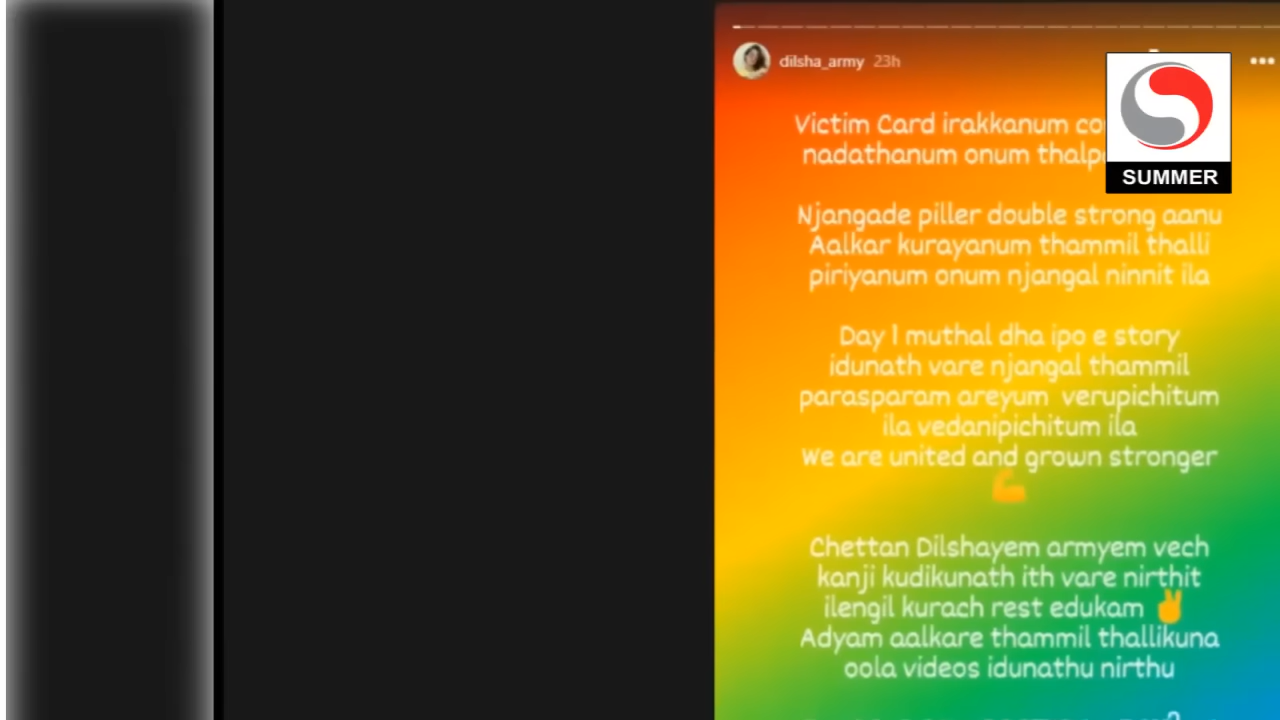 dilsha_army 23h
Victim Card irakkanum
nadathanum onum
SUMMER
Njangade piller double strong aanu
Aalkar kurayanum thammil thalli
piriyanum onum njangal ninnit ila
Day 1 muthal dha ipo e story
idunath vare njangal thammil
parasparam areyum verupichitum
ila vedanipichitum ila
We are united and grown stronger
Chettan Dilshayem armyem vech
kanji kudikunath ith vare nirthit
ilengil kurach rest edukam
Adyam aalkare thammil thallikuna
oola videos idunathu nirthu